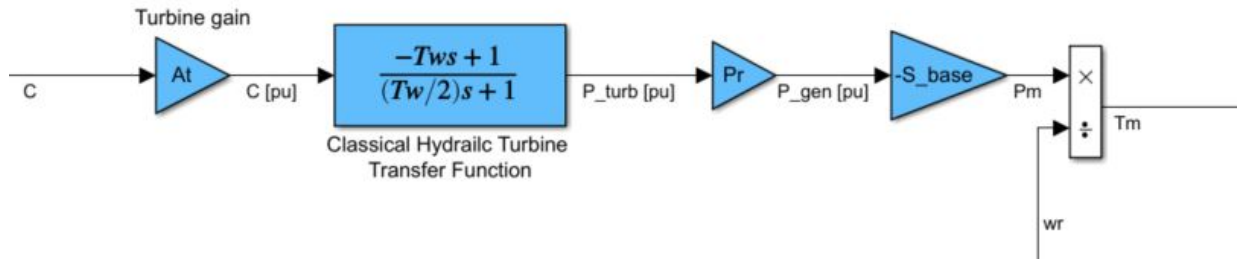 Turbine gain
At
-Tws + 1
(Tw/2)s + 1
Pr
-S_base
×
÷
C
C [pu]
P_turb [pu]
P_gen [pu]
Pm
Tm
Classical Hydrailc Turbine
Transfer Function
wr